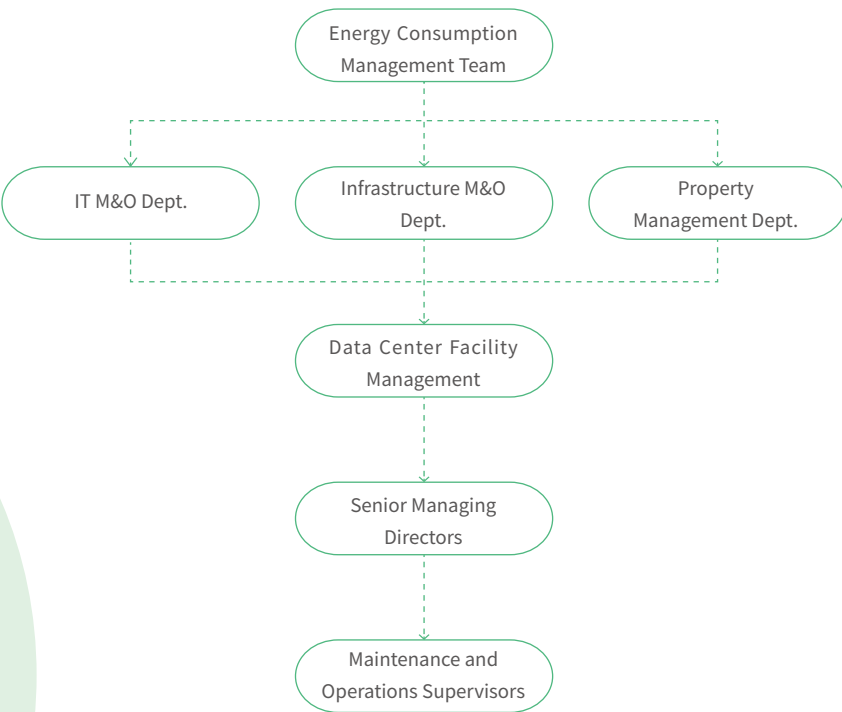 Energy Consumption
Management Team
IT M&O Dept.
Infrastructure M&O
Dept.
Property
Management Dept.
Data Center Facility
Management
Senior Managing
Directors
Maintenance and
Operations Supervisors